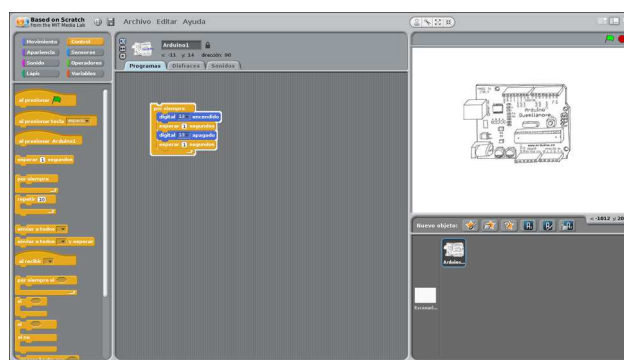 Based on Scratch
from the MIT Media Lab
Archivo Editar Ayuda
Movimiento Control
Apariencia Sensores
Sonido Operadores
Lápiz Variables
Arduino1
x: -11 y: 14 dirección: 90
Programas Disfraces Sonidos
al presionar
al presionar tecla espacio
al presionar Arduino1
esperar 1 segundos
por siempre
repetir 10
enviar a todos
enviar a todos y esperar
al recibir
por siempre si
si
si
si no
por siempre
digital 13 encendido
esperar 1 segundos
digital 13 apagado
esperar 1 segundos
Arduino
Duemilanove
Nuevo objeto:
Arduino...
Escenari...